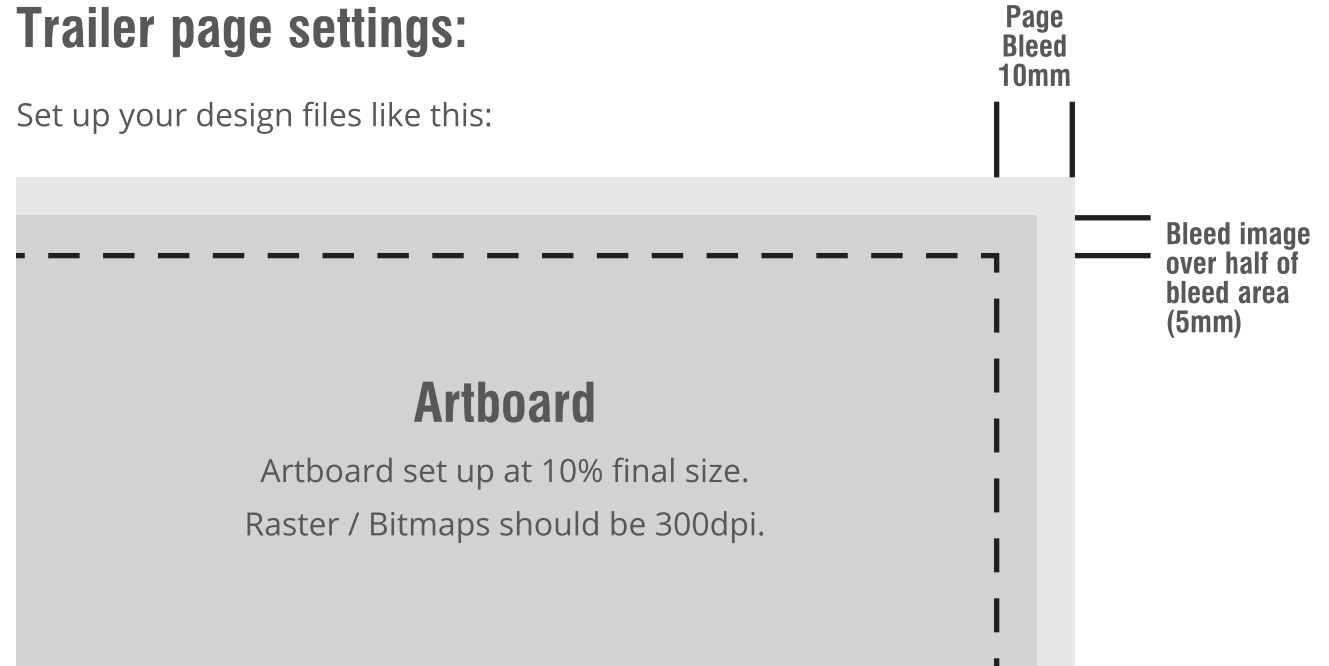 Trailer page settings:
Page
Bleed
10mm
Set up your design files like this:
Bleed image
over half of
bleed area
(5mm)
Artboard
Artboard set up at 10% final size.
Raster / Bitmaps should be 300dpi.